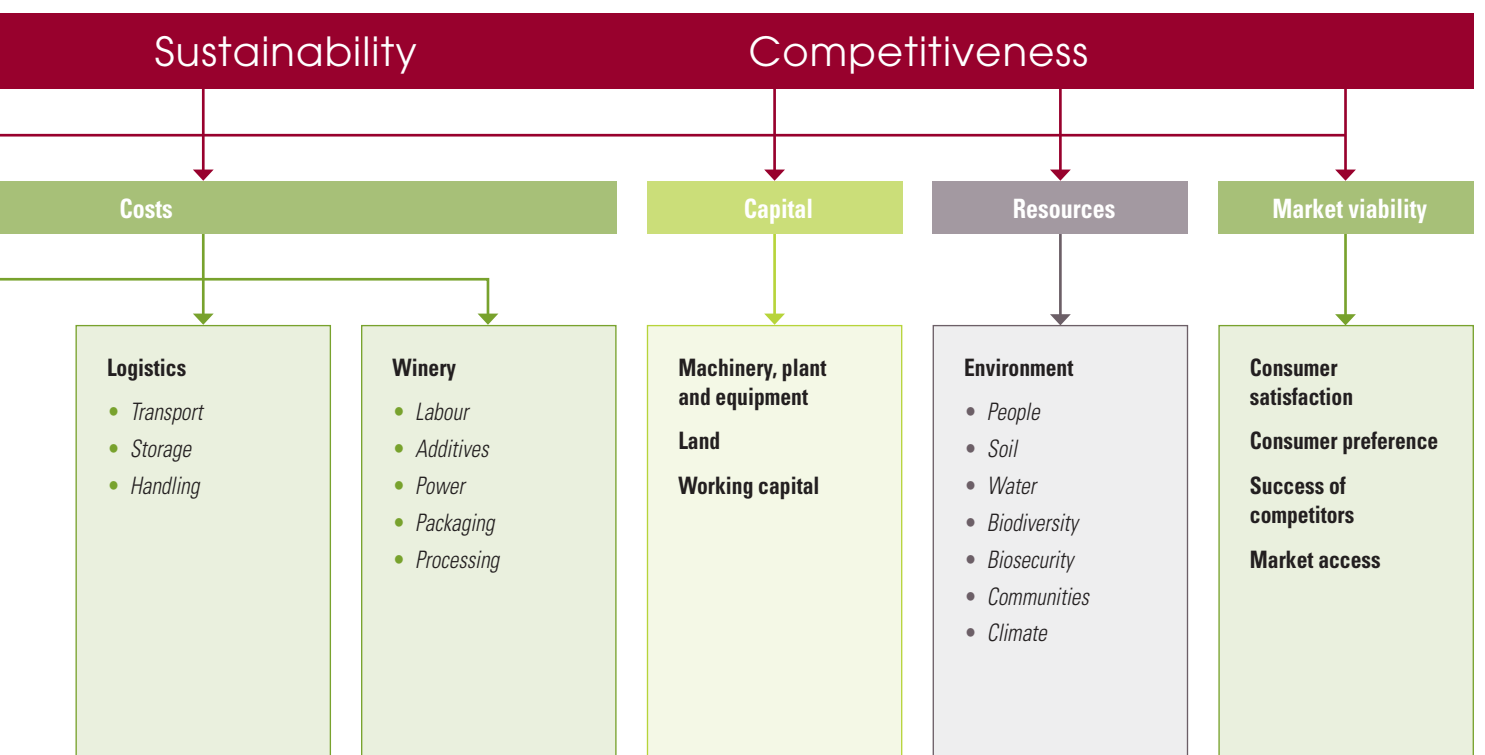 Sustainability
Competitiveness
Costs
Capital
Resources
Market viability
Logistics
• Transport
• Storage
• Handling
Winery
• Labour
• Additives
• Power
• Packaging
• Processing
Machinery, plant
and equipment
Land
Working capital
Environment
• People
• Soil
• Water
• Biodiversity
• Biosecurity
• Communities
• Climate
Consumer
satisfaction
Consumer preference
Success of
competitors
Market access